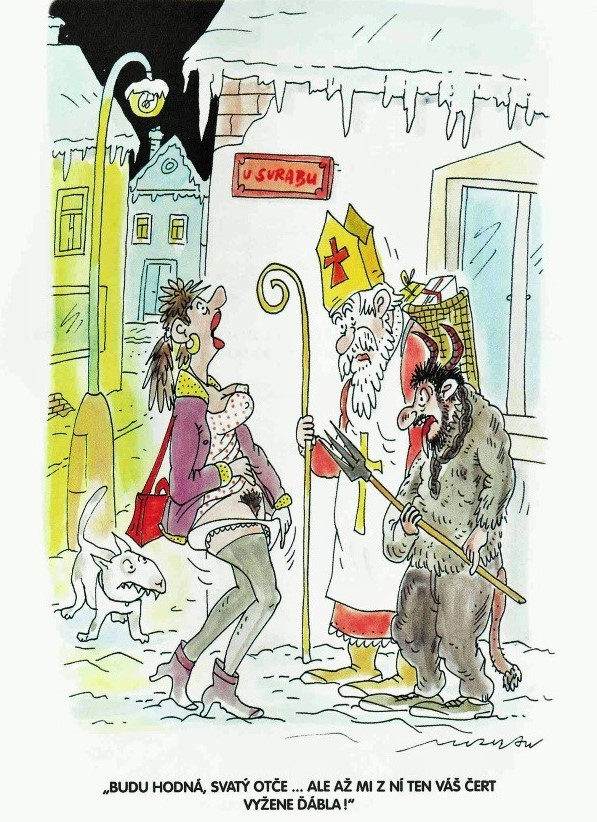 U SVRABU
„BUDU HODNÁ, SVATÝ OTČE ... ALE AŽ MI Z NÍ TEN VÁŠ ČERT
VYŽENE ĎÁBLA!“